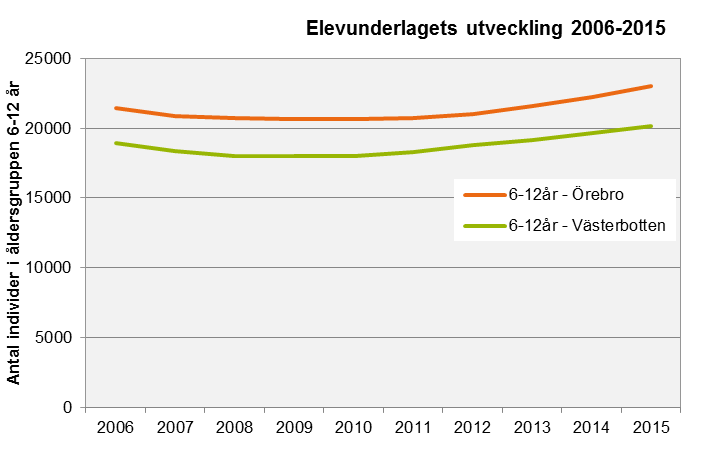 Elevunderlagets utveckling 2006-2015
Antal individer i åldersgruppen 6-12 år
25000
20000
15000
10000
5000
0
6-12år - Örebro
6-12år - Västerbotten
2006 2007 2008 2009 2010 2011 2012 2013 2014 2015